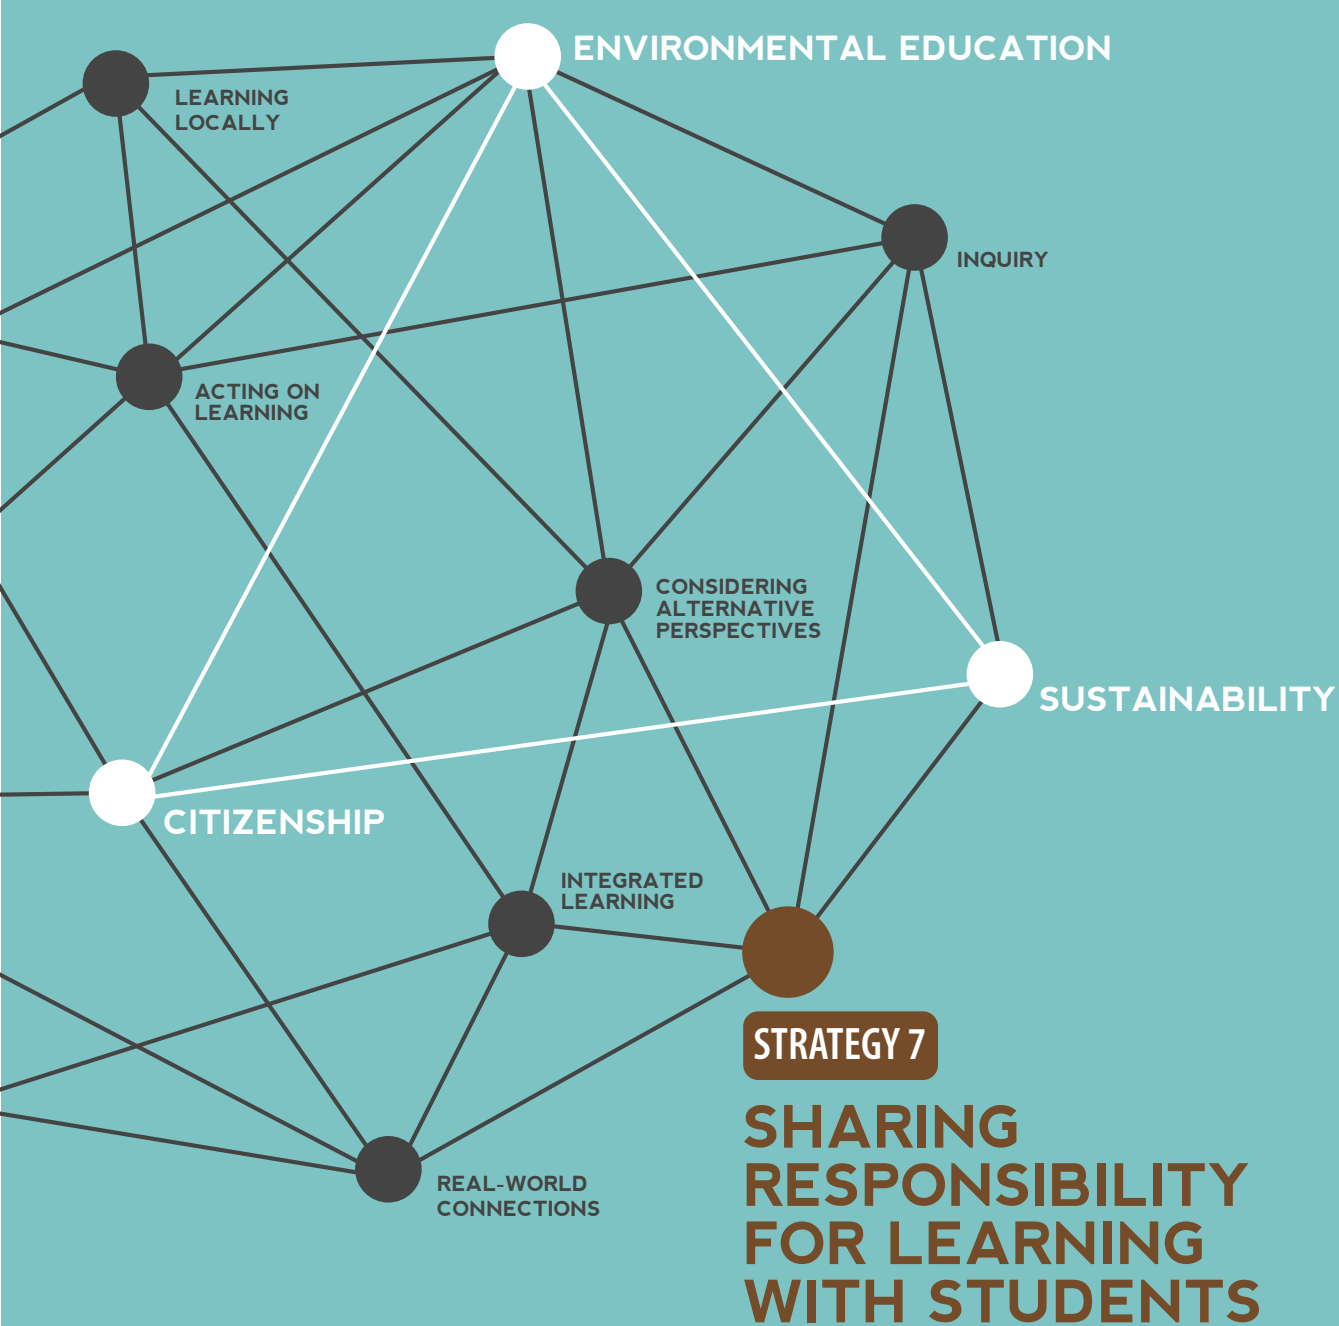 ENVIRONMENTAL EDUCATION
LEARNING
LOCALLY
INQUIRY
ACTING ON
LEARNING
CONSIDERING
ALTERNATIVE
PERSPECTIVES
SUSTAINABILITY
CITIZENSHIP
INTEGRATED
LEARNING
STRATEGY 7
SHARING
RESPONSIBILITY
FOR LEARNING
WITH STUDENTS
REAL-WORLD
CONNECTIONS